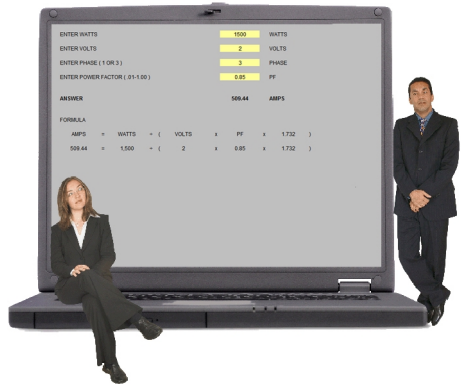 ENTER WATTS 1500 WATTS
ENTER VOLTS 2 VOLTS
ENTER PHASE ( 1 OR 3 ) 3 PHASE
ENTER POWER FACTOR ( .01-1.00 ) 0.85 PF
ANSWER 509.44 AMPS
FORMULA
AMPS = WATTS ÷ ( VOLTS x PF x 1.732 )
509.44 = 1,500 ÷ ( 2 x 0.85 x 1.732 )